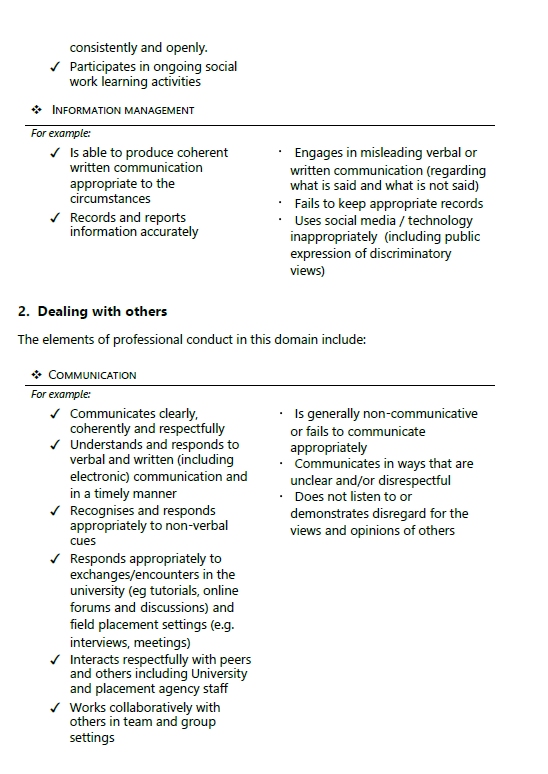 consistently and openly.
✓ Participates in ongoing social
work learning activities
❖ INFORMATION MANAGEMENT
For example:
✓ Is able to produce coherent
written communication
appropriate to the
circumstances
✓ Records and reports
information accurately
· Engages in misleading verbal or
written communication (regarding
what is said and what is not said)
· Fails to keep appropriate records
· Uses social media / technology
inappropriately (including public
expression of discriminatory
views)
2. Dealing with others
The elements of professional conduct in this domain include:
❖ COMMUNICATION
For example:
✓ Communicates clearly,
coherently and respectfully
✓ Understands and responds to
verbal and written (including
electronic) communication and
in a timely manner
✓ Recognises and responds
appropriately to non-verbal
cues
✓ Responds appropriately to
exchanges/encounters in the
university (eg tutorials, online
forums and discussions) and
field placement settings (e.g.
interviews, meetings)
✓ Interacts respectfully with peers
and others including University
and placement agency staff
✓ Works collaboratively with
others in team and group
settings
· Is generally non-communicative
or fails to communicate
appropriately
· Communicates in ways that are
unclear and/or disrespectful
· Does not listen to or
demonstrates disregard for the
views and opinions of others